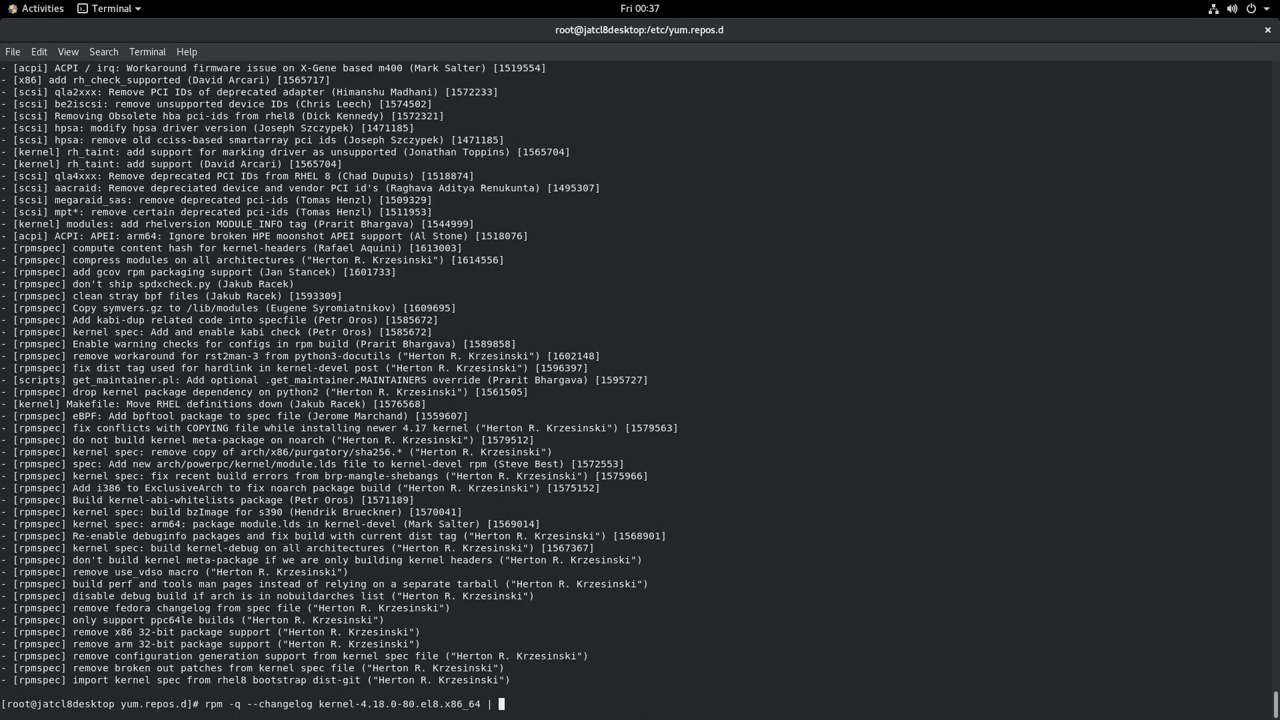 Activities Terminal Fri 00:37
root@jatcl8desktop:/etc/yum.repos.d
File Edit View Search Terminal Help
- [acpi] ACPI / irq: Workaround firmware issue on X-Gene based m400 (Mark Salter) [1519554]
- [x86] add rh_check_supported (David Arcari) [1565717]
- [scsi] qla2xxx: Remove PCI IDs of deprecated adapter (Himanshu Madhani) [1572233]
- [scsi] be2iscsi: remove unsupported device IDs (Chris Leech) [1574502]
- [scsi] Removing Obsolete hba pci-ids from rhel8 (Dick Kennedy) [1572321]
- [scsi] hpsa: modify hpsa driver version (Joseph Szczypek) [1471185]
- [scsi] hpsa: remove old cciss-based smartarray pci ids (Joseph Szczypek) [1471185]
- [kernel] rh_taint: add support for marking driver as unsupported (Jonathan Toppins) [1565704]
- [kernel] rh_taint: add support (David Arcari) [1565704]
- [scsi] qla4xxx: Remove deprecated PCI IDs from RHEL 8 (Chad Dupuis) [1518874]
- [scsi] aacraid: Remove depreciated device and vendor PCI id's (Raghava Aditya Renukunta) [1495307]
- [scsi] megaraid_sas: remove deprecated pci-ids (Tomas Henzl) [1509329]
- [scsi] mpt*: remove certain deprecated pci-ids (Tomas Henzl) [1511953]
- [kernel] modules: add rhelversion MODULE_INFO tag (Prarit Bhargava) [1544999]
- [acpi] ACPI: APEI: arm64: Ignore broken HPE moonshot APEI support (Al Stone) [1518076]
- [rpmspec] compute content hash for kernel-headers (Rafael Aquini) [1613003]
- [rpmspec] compress modules on all architectures ("Herton R. Krzesinski") [1614556]
- [rpmspec] add gcov rpm packaging support (Jan Stancek) [1601733]
- [rpmspec] don't ship spdxcheck.py (Jakub Racek)
- [rpmspec] clean stray bpf files (Jakub Racek) [1593309]
- [rpmspec] Copy symvers.gz to /lib/modules (Eugene Syromiatnikov) [1609695]
- [rpmspec] Add kabi-dup related code into specfile (Petr Oros) [1585672]
- [rpmspec] kernel spec: Add and enable kabi check (Petr Oros) [1585672]
- [rpmspec] Enable warning checks for configs in rpm build (Prarit Bhargava) [1589858]
- [rpmspec] remove workaround for rst2man-3 from python3-docutils ("Herton R. Krzesinski") [1602148]
- [rpmspec] fix dist tag used for hardlink in kernel-devel post ("Herton R. Krzesinski") [1596397]
- [scripts] get_maintainer.pl: Add optional .get_maintainer.MAINTAINERS override (Prarit Bhargava) [1595727]
- [rpmspec] drop kernel package dependency on python2 ("Herton R. Krzesinski") [1561505]
- [kernel] Makefile: Move RHEL definitions down (Jakub Racek) [1576568]
- [rpmspec] eBPF: Add bpftool package to spec file (Jerome Marchand) [1559607]
- [rpmspec] fix conflicts with COPYING file while installing newer 4.17 kernel ("Herton R. Krzesinski") [1579563]
- [rpmspec] do not build kernel meta-package on noarch ("Herton R. Krzesinski") [1579512]
- [rpmspec] kernel spec: remove copy of arch/x86/purgatory/sha256.* ("Herton R. Krzesinski")
- [rpmspec] spec: Add new arch/powerpc/kernel/module.lds file to kernel-devel rpm (Steve Best) [1572553]
- [rpmspec] kernel spec: fix recent build errors from brp-mangle-shebangs ("Herton R. Krzesinski") [1575966]
- [rpmspec] Add i386 to ExclusiveArch to fix noarch package build ("Herton R. Krzesinski") [1575152]
- [rpmspec] Build kernel-abi-whitelists package (Petr Oros) [1571189]
- [rpmspec] kernel spec: build bzImage for s390 (Hendrik Brueckner) [1570041]
- [rpmspec] kernel spec: arm64: package module.lds in kernel-devel (Mark Salter) [1569014]
- [rpmspec] Re-enable debuginfo packages and fix build with current dist tag ("Herton R. Krzesinski") [1568901]
- [rpmspec] kernel spec: build kernel-debug on all architectures ("Herton R. Krzesinski") [1567367]
- [rpmspec] don't build kernel meta-package if we are only building kernel headers ("Herton R. Krzesinski")
- [rpmspec] remove use_vdso macro ("Herton R. Krzesinski")
- [rpmspec] build perf and tools man pages instead of relying on a separate tarball ("Herton R. Krzesinski")
- [rpmspec] disable debug build if arch is in nobuildarches list ("Herton R. Krzesinski")
- [rpmspec] remove fedora changelog from spec file ("Herton R. Krzesinski")
- [rpmspec] only support ppc64le builds ("Herton R. Krzesinski")
- [rpmspec] remove x86 32-bit package support ("Herton R. Krzesinski")
- [rpmspec] remove arm 32-bit package support ("Herton R. Krzesinski")
- [rpmspec] remove configuration generation support from kernel spec file ("Herton R. Krzesinski")
- [rpmspec] remove broken out patches from kernel spec file ("Herton R. Krzesinski")
- [rpmspec] import kernel spec from rhel8 bootstrap dist-git ("Herton R. Krzesinski")
[root@jatcl8desktop yum.repos.d]# rpm -q --changelog kernel-4.18.0-80.el8.x86_64 |